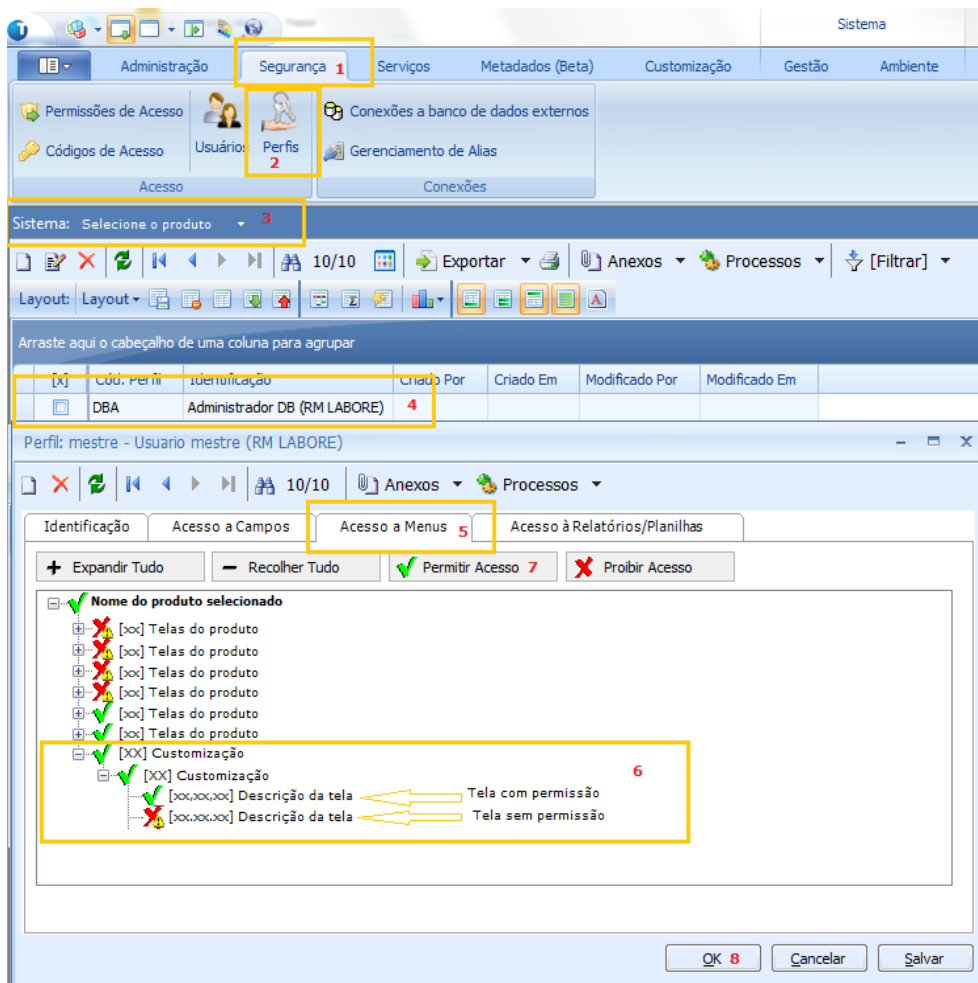 Sistema
Administração Segurança 1 Serviços Metadados (Beta) Customização Gestão Ambiente
Permissões de Acesso
Códigos de Acesso
Usuários
Perfis
2
Conexões a banco de dados externos
Gerenciamento de Alias
Acesso Conexões
Sistema: Selecione o produto 3
10/10 Exportar Anexos Processos [Filtrar]
Layout: Layout
Arraste aqui o cabeçalho de uma coluna para agrupar
[x] Cód. Perfil Identificação Criado Por Criado Em Modificado Por Modificado Em
DBA Administrador DB (RM LABORE) 4
Perfil: mestre - Usuario mestre (RM LABORE)
10/10 Anexos Processos
Identificação Acesso a Campos Acesso a Menus 5 Acesso à Relatórios/Planilhas
Expandir Tudo Recolher Tudo Permitir Acesso 7 Proibir Acesso
Nome do produto selecionado
[xx] Telas do produto
[xx] Telas do produto
[xx] Telas do produto
[xx] Telas do produto
[xx] Telas do produto
[xx] Telas do produto
[XX] Customização
[XX] Customização 6
[xx,xx,xx] Descrição da tela Tela com permissão
[xx.xx.xx] Descrição da tela Tela sem permissão
OK 8 Cancelar Salvar